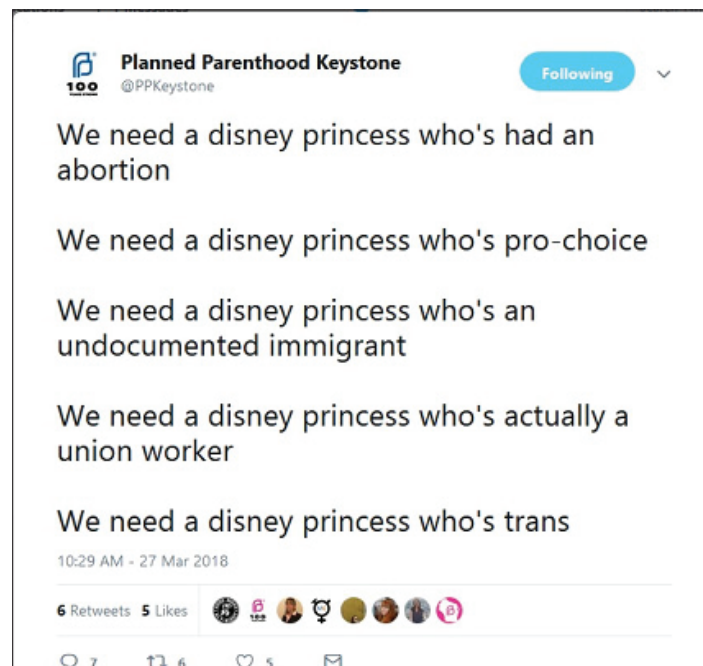 Planned Parenthood Keystone
100
@PPKeystone
Following
We need a disney princess who's had an
abortion
We need a disney princess who's pro-choice
We need a disney princess who's an
undocumented immigrant
We need a disney princess who's actually a
union worker
We need a disney princess who's trans
10:29 AM - 27 Mar 2018
6 Retweets 5 Likes
7 6 5